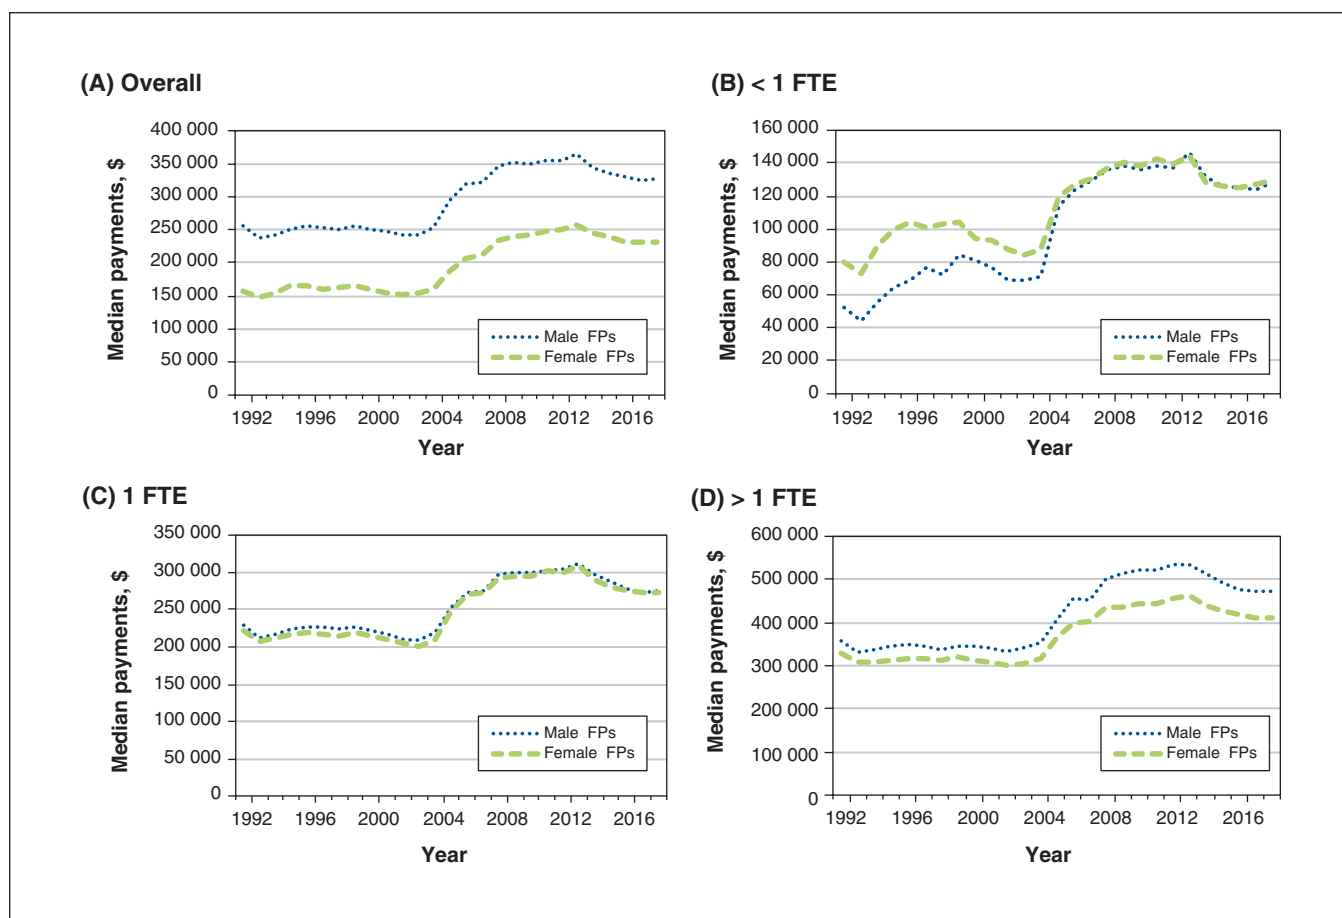 (A) Overall
Median payments, $
400 000
350 000
300 000
250 000
200 000
150 000
100 000
50 000
0
Male FPs
Female FPs
1992 1996 2000 2004 2008 2012 2016
Year
(B) < 1 FTE
Median payments, $
160 000
140 000
120 000
100 000
80 000
60 000
40 000
20 000
0
Male FPs
Female FPs
1992 1996 2000 2004 2008 2012 2016
Year
(C) 1 FTE
Median payments, $
350 000
300 000
250 000
200 000
150 000
100 000
50 000
0
Male FPs
Female FPs
1992 1996 2000 2004 2008 2012 2016
Year
(D) > 1 FTE
Median payments, $
600 000
500 000
400 000
300 000
200 000
100 000
0
Male FPs
Female FPs
1992 1996 2000 2004 2008 2012 2016
Year